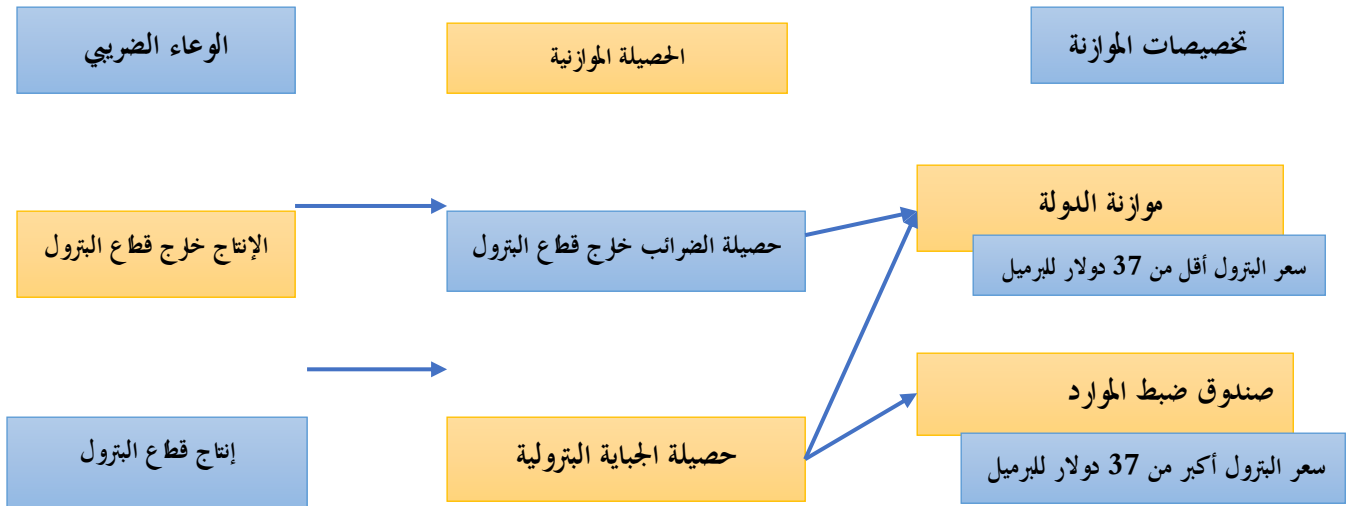 تخصيصات الموازنة
الحصيلة الموازنية
الوعاء الضريبي
موازنة الدولة
سعر البترول أقل من 37 دولار للبرميل
حصيلة الضرائب خارج قطاع البترول
الإنتاج خارج قطاع البترول
صندوق ضبط الموارد
سعر البترول أكبر من 37 دولار للبرميل
حصيلة الجباية البترولية
إنتاج قطاع البترول